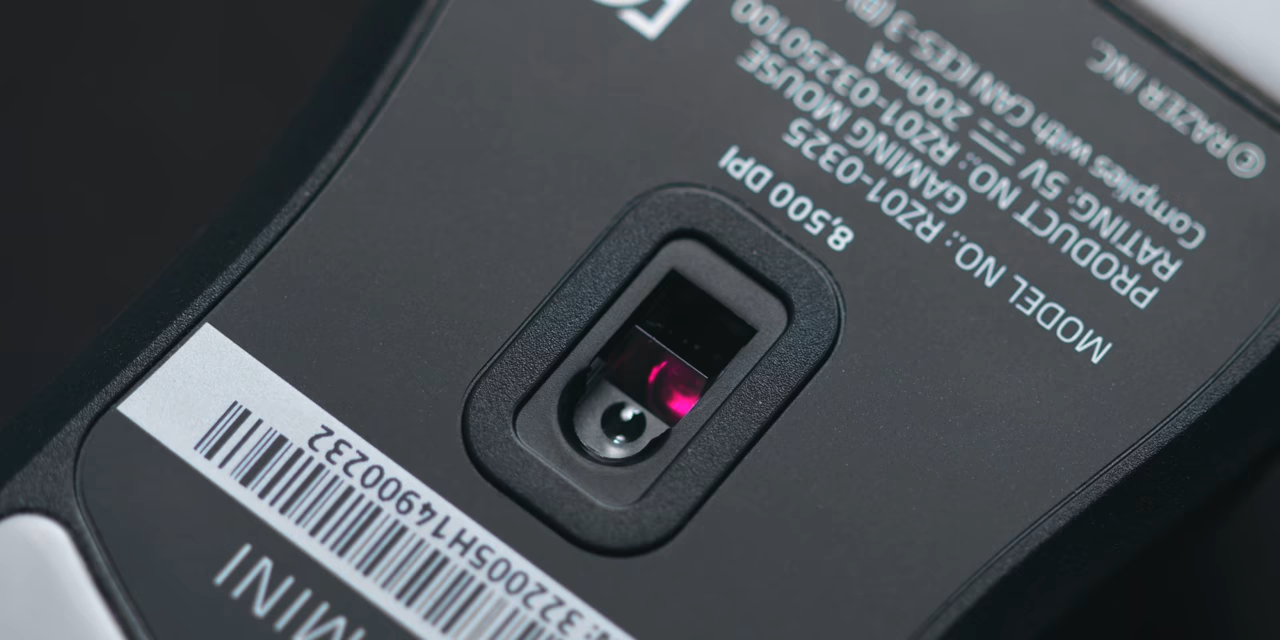 MINI
: 322005H14900232
8,500 DPI
MODEL NO.: RZ01-0325
GAMING MOUSE
PRODUCT NO.: RZ01-03250100
RATING: 5V ⎓ 200mA
Complies with CAN ICES-3 (B)
© RAZER INC.